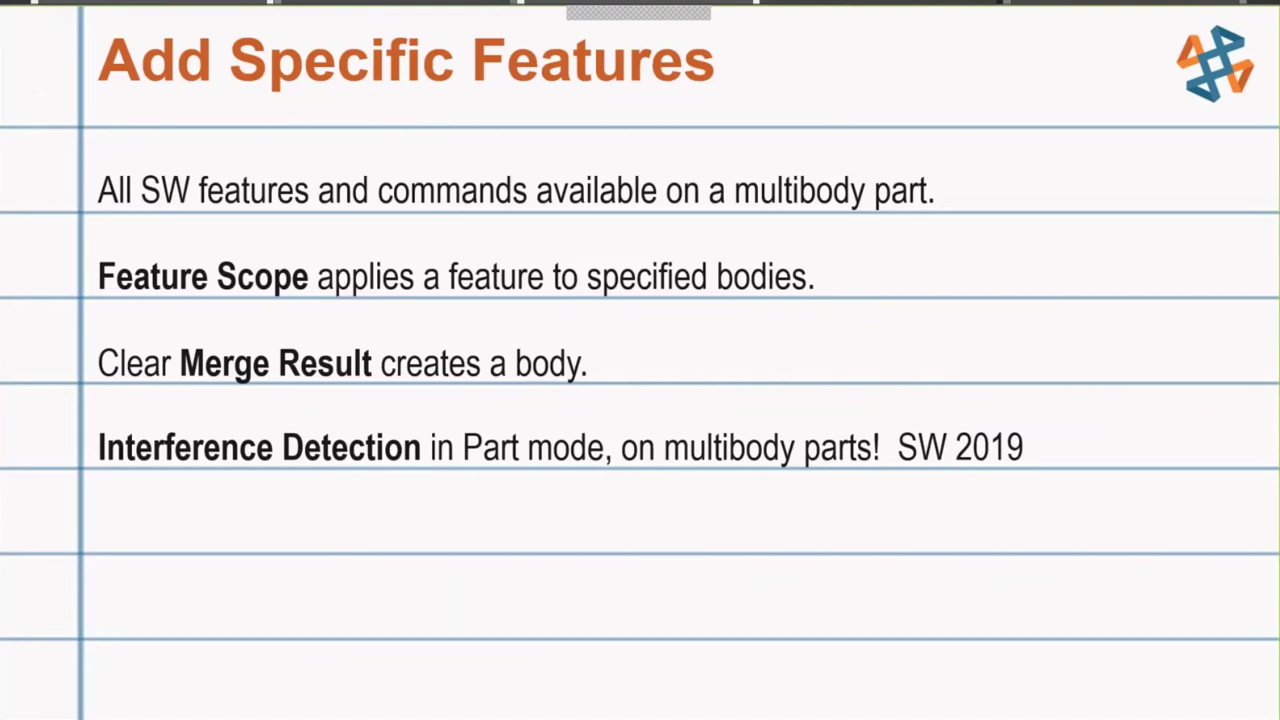 Add Specific Features
All SW features and commands available on a multibody part.
Feature Scope applies a feature to specified bodies.
Clear Merge Result creates a body.
Interference Detection in Part mode, on multibody parts!  SW 2019